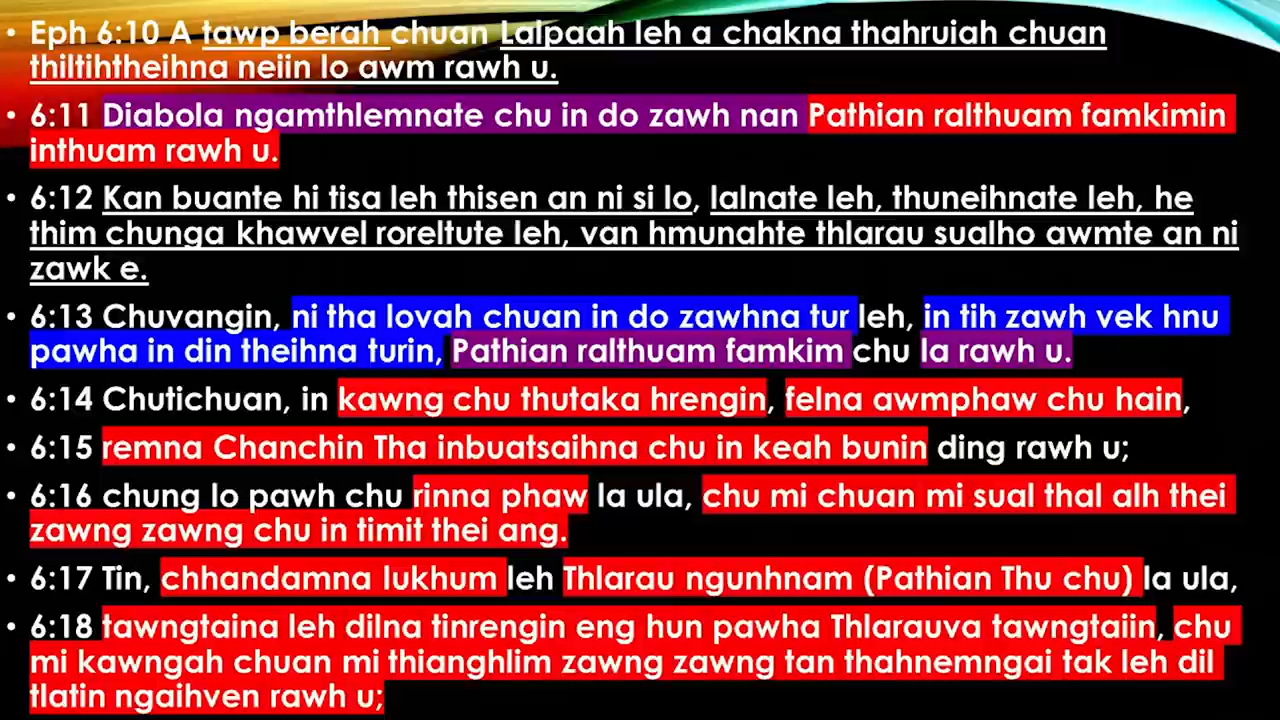 • Eph 6:10 A tawp berah chuan Lalpaah leh a chakna thahruiah chuan
thiltihtheihna neiin lo awm rawh u.
• 6:11 Diabola ngamthlemnate chu in do zawh nan Pathian ralthuam famkimin
inthuam rawh u.
• 6:12 Kan buante hi tisa leh thisen an ni si lo, lalnate leh, thuneihnate leh, he
thim chunga khawvel roreltute leh, van hmunahte thlarau sualho awmte an ni
zawk e.
• 6:13 Chuvangin, ni tha lovah chuan in do zawhna tur leh, in tih zawh vek hnu
pawha in din theihna turin, Pathian ralthuam famkim chu la rawh u.
• 6:14 Chutichuan, in kawng chu thutaka hrengin, felna awmphaw chu hain,
• 6:15 remna Chanchin Tha inbuatsaihna chu in keah bunin ding rawh u;
• 6:16 chung lo pawh chu rinna phaw la ula, chu mi chuan mi sual thal alh thei
zawng zawng chu in timit thei ang.
• 6:17 Tin, chhandamna lukhum leh Thlarau ngunhnam (Pathian Thu chu) la ula,
• 6:18 tawngtaina leh dilna tinrengin eng hun pawha Thlarauva tawngtaiin, chu
mi kawngah chuan mi thianghlim zawng zawng tan thahnemngai tak leh dil
tlatin ngaihven rawh u;